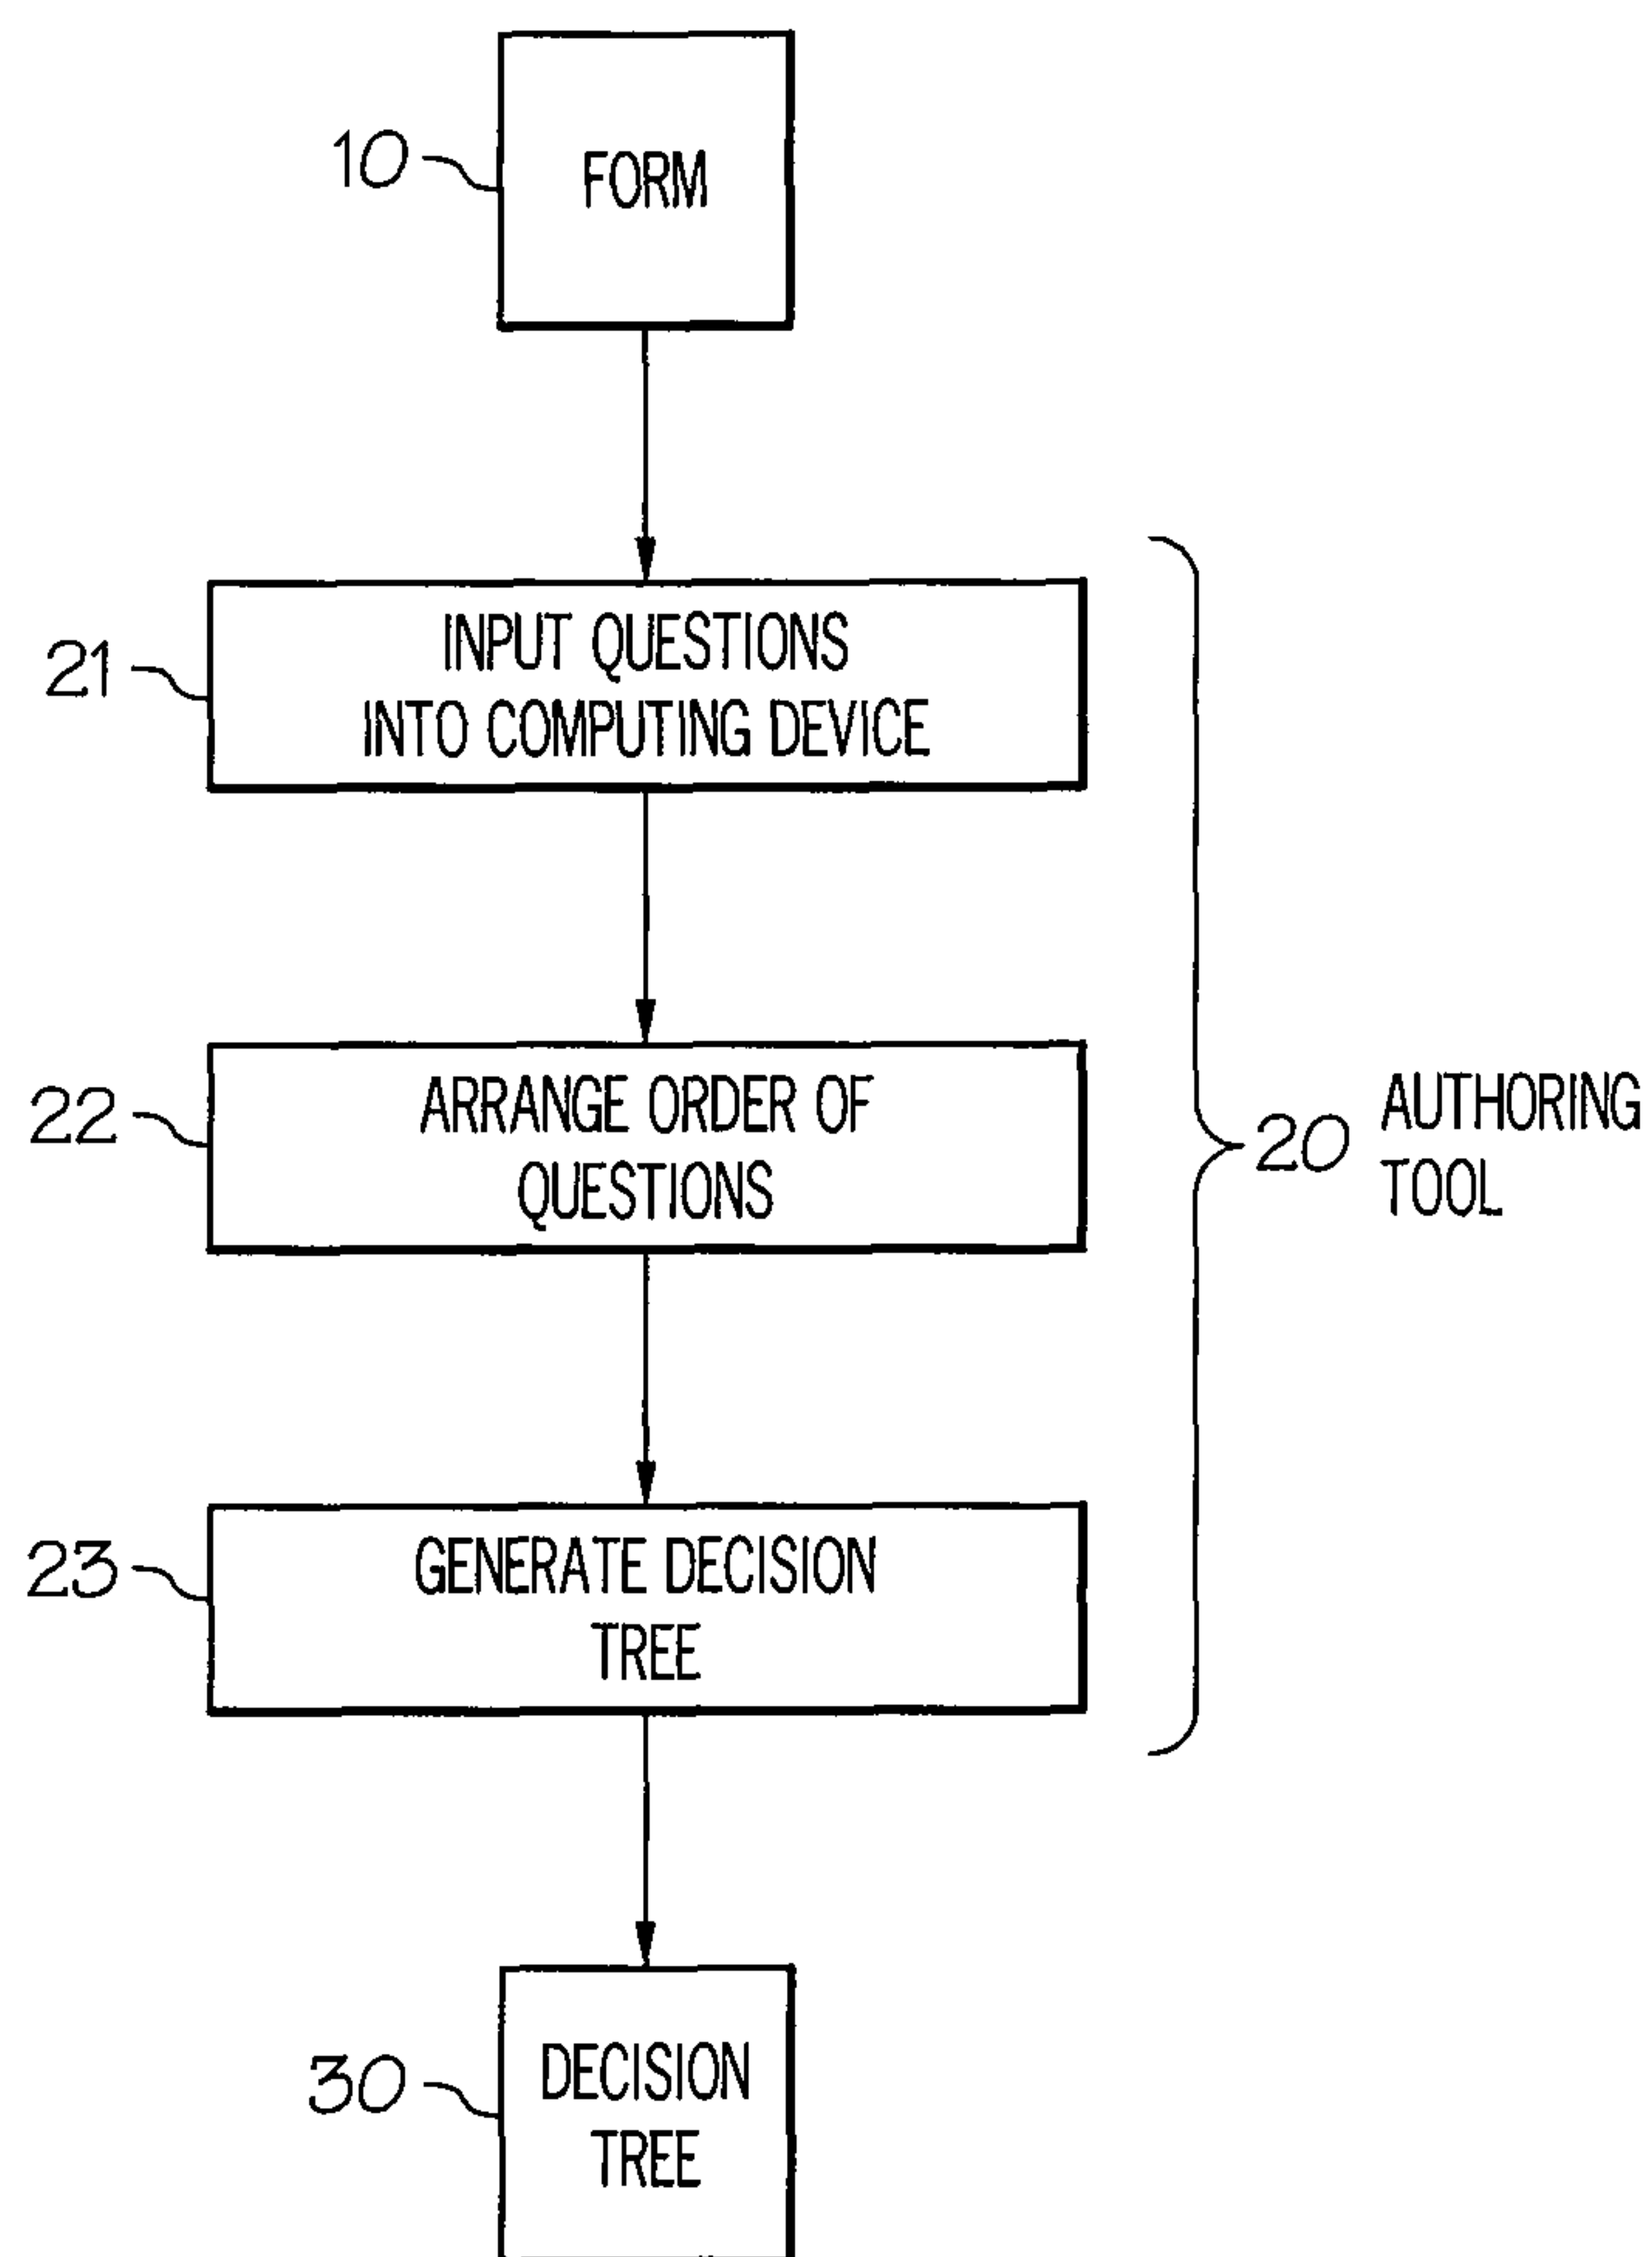 10
FORM
21
INPUT QUESTIONS
INTO COMPUTING DEVICE
22
ARRANGE ORDER OF
QUESTIONS
20
AUTHORING
TOOL
23
GENERATE DECISION
TREE
30
DECISION
TREE